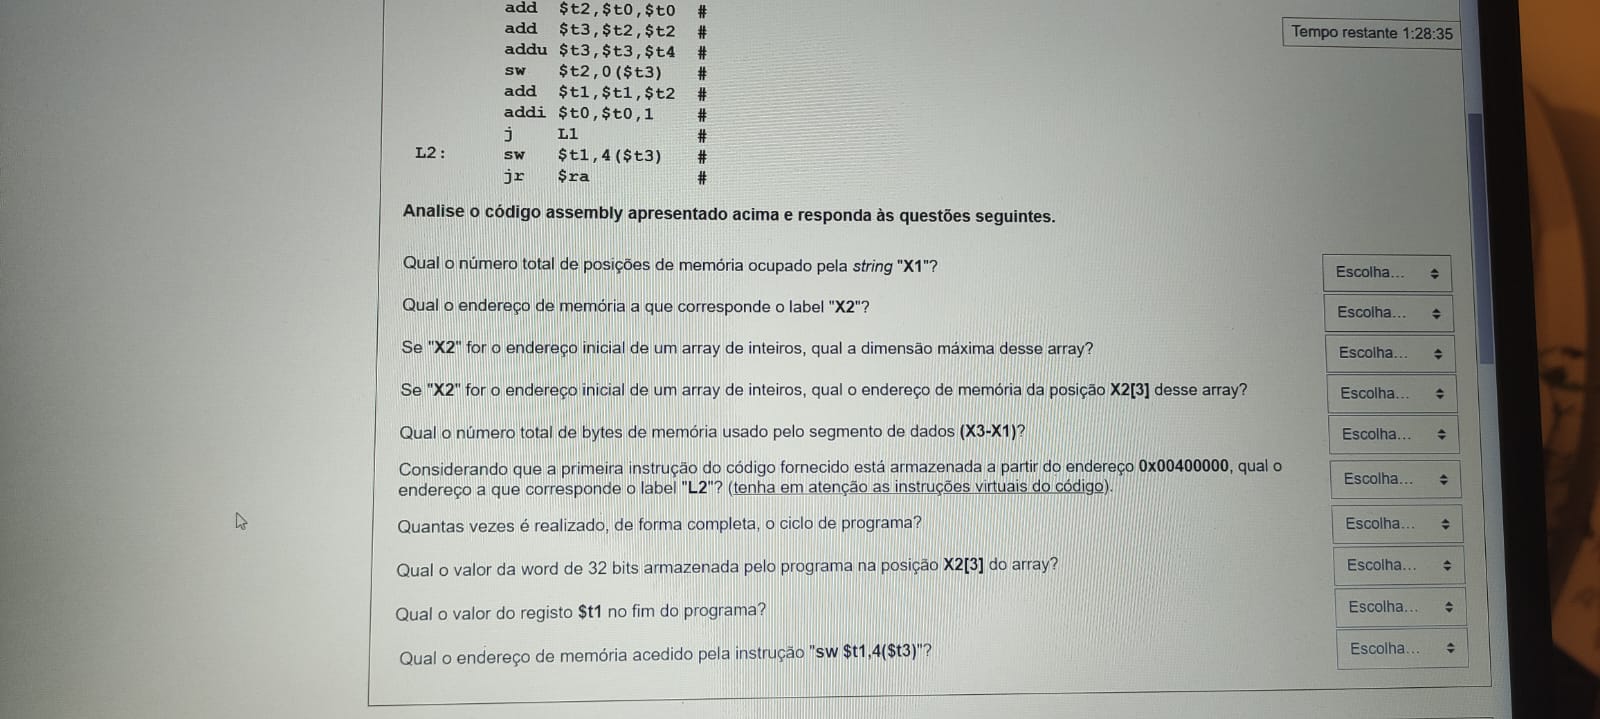 add $t2,$t0,$t0 #
Tempo restante 1:28:35
add $t3,$t2,$t2 #
addu $t3,$t3,$t4 #
sw $t2,0($t3) #
add $t1,$t1,$t2 #
addi $t0,$t0,1 #
j L1 #
L2: sw $t1,4($t3) #
jr $ra #
Analise o código assembly apresentado acima e responda às questões seguintes.
Qual o número total de posições de memória ocupado pela string "X1"? Escolha...
Qual o endereço de memória a que corresponde o label "X2"? Escolha...
Se "X2" for o endereço inicial de um array de inteiros, qual a dimensão máxima desse array? Escolha...
Se "X2" for o endereço inicial de um array de inteiros, qual o endereço de memória da posição X2[3] desse array? Escolha...
Qual o número total de bytes de memória usado pelo segmento de dados (X3-X1)? Escolha...
Considerando que a primeira instrução do código fornecido está armazenada a partir do endereço 0x00400000, qual o
endereço a que corresponde o label "L2"? (tenha em atenção as instruções virtuais do código). Escolha...
Quantas vezes é realizado, de forma completa, o ciclo de programa? Escolha...
Qual o valor da word de 32 bits armazenada pelo programa na posição X2[3] do array? Escolha...
Qual o valor do registo $t1 no fim do programa? Escolha...
Qual o endereço de memória acedido pela instrução "sw $t1,4($t3)"? Escolha...